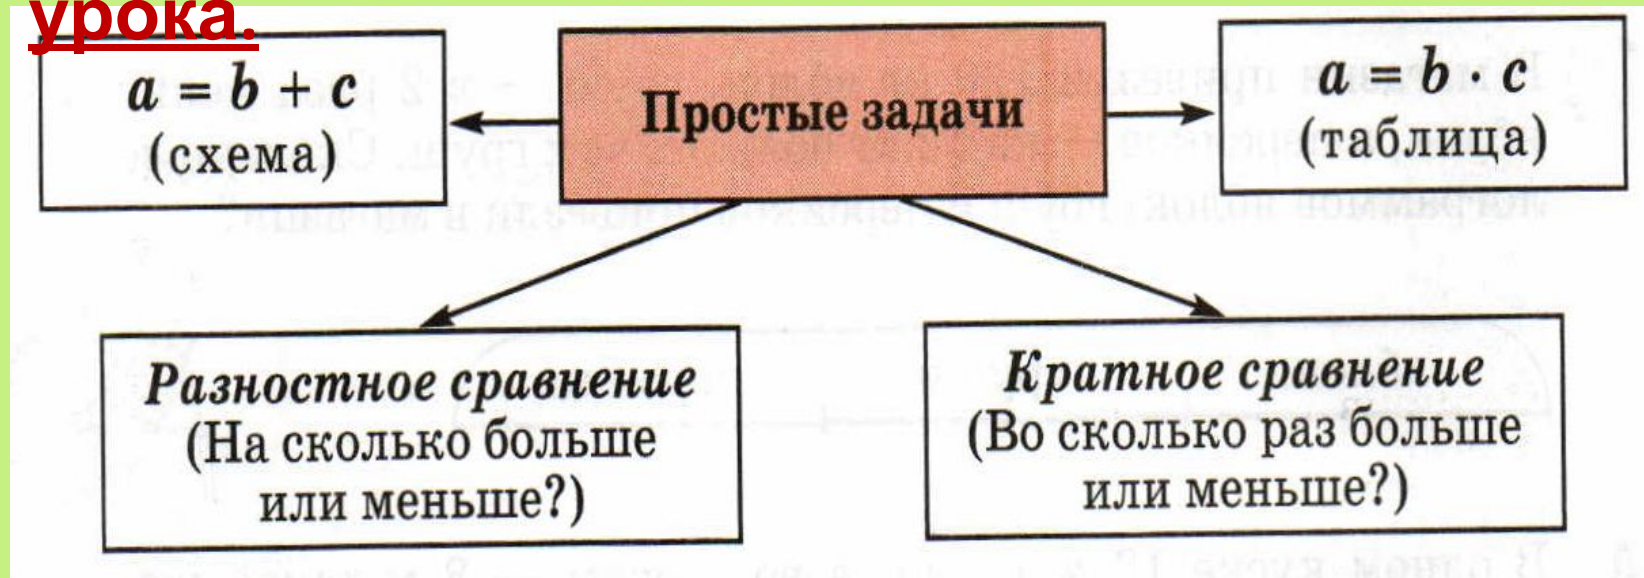 урока.
a = b + c
(схема)
Простые задачи
a = b · c
(таблица)
Разностное сравнение
(На сколько больше
или меньше?)
Кратное сравнение
(Во сколько раз больше
или меньше?)